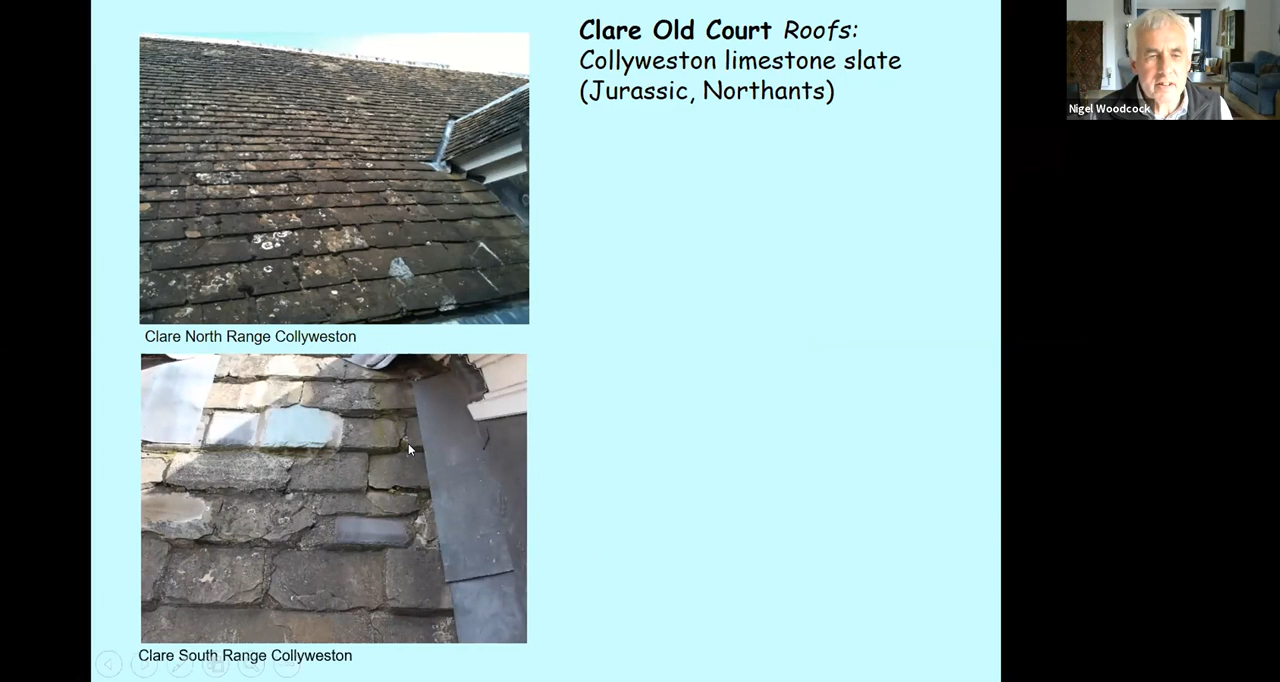 Clare Old Court Roofs:
Collyweston limestone slate
(Jurassic, Northants)
Nigel Woodcock
Clare North Range Collyweston
Clare South Range Collyweston